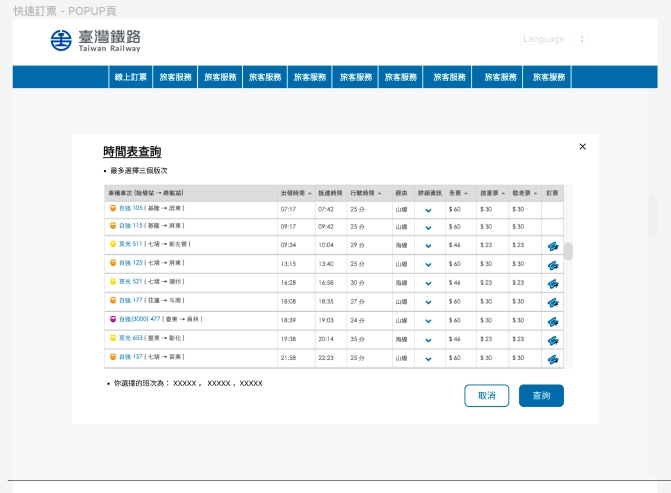 快速訂票 – POPUP頁
臺灣鐵路
Taiwan Railway
Language
線上訂票 旅客服務 旅客服務 旅客服務 旅客服務 旅客服務 旅客服務 旅客服務 旅客服務 旅客服務
時間表查詢
• 最多選擇三個版次
車種車次 (始發站 → 終點站) 出發時間 抵達時間 行駛時間 經由 詳細資訊 全票 孩童票 敬老票 訂票
自強 105 ( 基隆 → 屏東 ) 07:17 07:42 25 分 山線 $ 60 $ 30 $ 30
自強 115 ( 基隆 → 屏東 ) 09:17 09:42 25 分 山線 $ 60 $ 30 $ 30
莒光 511 ( 七堵 → 新左營 ) 09:34 10:04 29 分 海線 $ 46 $ 23 $ 23
自強 125 ( 七堵 → 屏東 ) 13:15 13:40 25 分 山線 $ 60 $ 30 $ 30
莒光 521 ( 七堵 → 潮州 ) 16:28 16:58 30 分 海線 $ 46 $ 23 $ 23
自強 177 ( 花蓮 → 斗南 ) 18:08 18:35 27 分 山線 $ 60 $ 30 $ 30
自強(3000) 477 ( 臺東 → 員林 ) 18:39 19:03 24 分 山線 $ 60 $ 30 $ 30
莒光 653 ( 臺東 → 彰化 ) 19:38 20:14 35 分 海線 $ 46 $ 23 $ 23
自強 157 ( 七堵 → 苗栗 ) 21:58 22:23 25 分 山線 $ 60 $ 30 $ 30
• 你選擇的班次為： XXXXX ， XXXXX ，XXXXX
取消 查詢